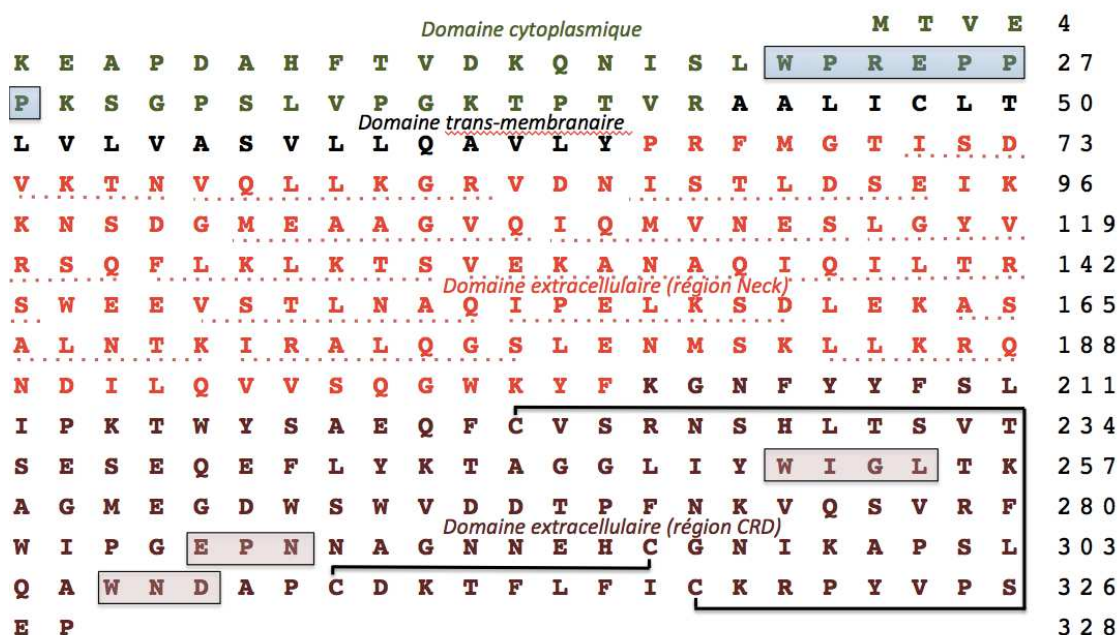 M T V E 4
Domaine cytoplasmique
K E A P D A H F T V D K Q N I S L W P R E P P 27
P K S G P S L V P G K T P T V R A A L I C L T 50
Domaine trans-membranaire
L V L V A S V L L Q A V L Y P R F M G T I S D 73
V K T N V Q L L K G R V D N I S T L D S E I K 96
K N S D G M E A A G V Q I Q M V N E S L G Y V 119
R S Q F L K L K T S V E K A N A Q I Q I L T R 142
Domaine extracellulaire (région Neck)
S W E E V S T L N A Q I P E L K S D L E K A S 165
A L N T K I R A L Q G S L E N M S K L L K R Q 188
N D I L Q V V S Q G W K Y F K G N F Y Y F S L 211
I P K T W Y S A E Q F C V S R N S H L T S V T 234
S E S E Q E F L Y K T A G G L I Y W I G L T K 257
A G M E G D W S W V D D T P F N K V Q S V R F 280
Domaine extracellulaire (région CRD)
W I P G E P N N A G N N E H C G N I K A P S L 303
Q A W N D A P C D K T F L F I C K R P Y V P S 326
E P 328